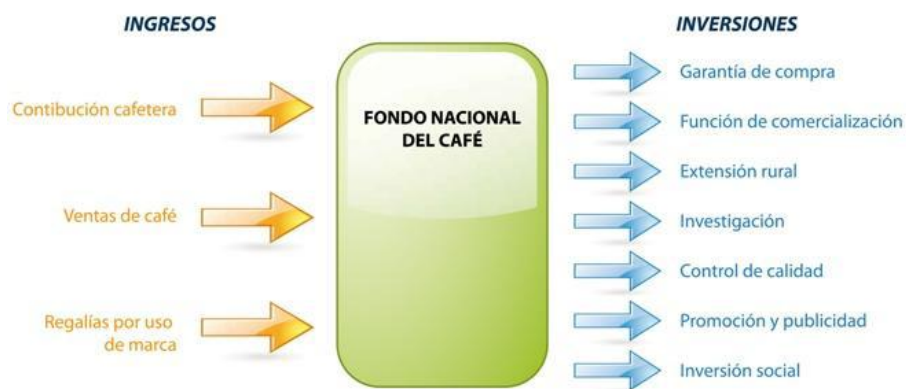 INGRESOS
Contibución cafetera
Ventas de café
Regalías por uso
de marca
FONDO NACIONAL
DEL CAFÉ
INVERSIONES
Garantía de compra
Función de comercialización
Extensión rural
Investigación
Control de calidad
Promoción y publicidad
Inversión social